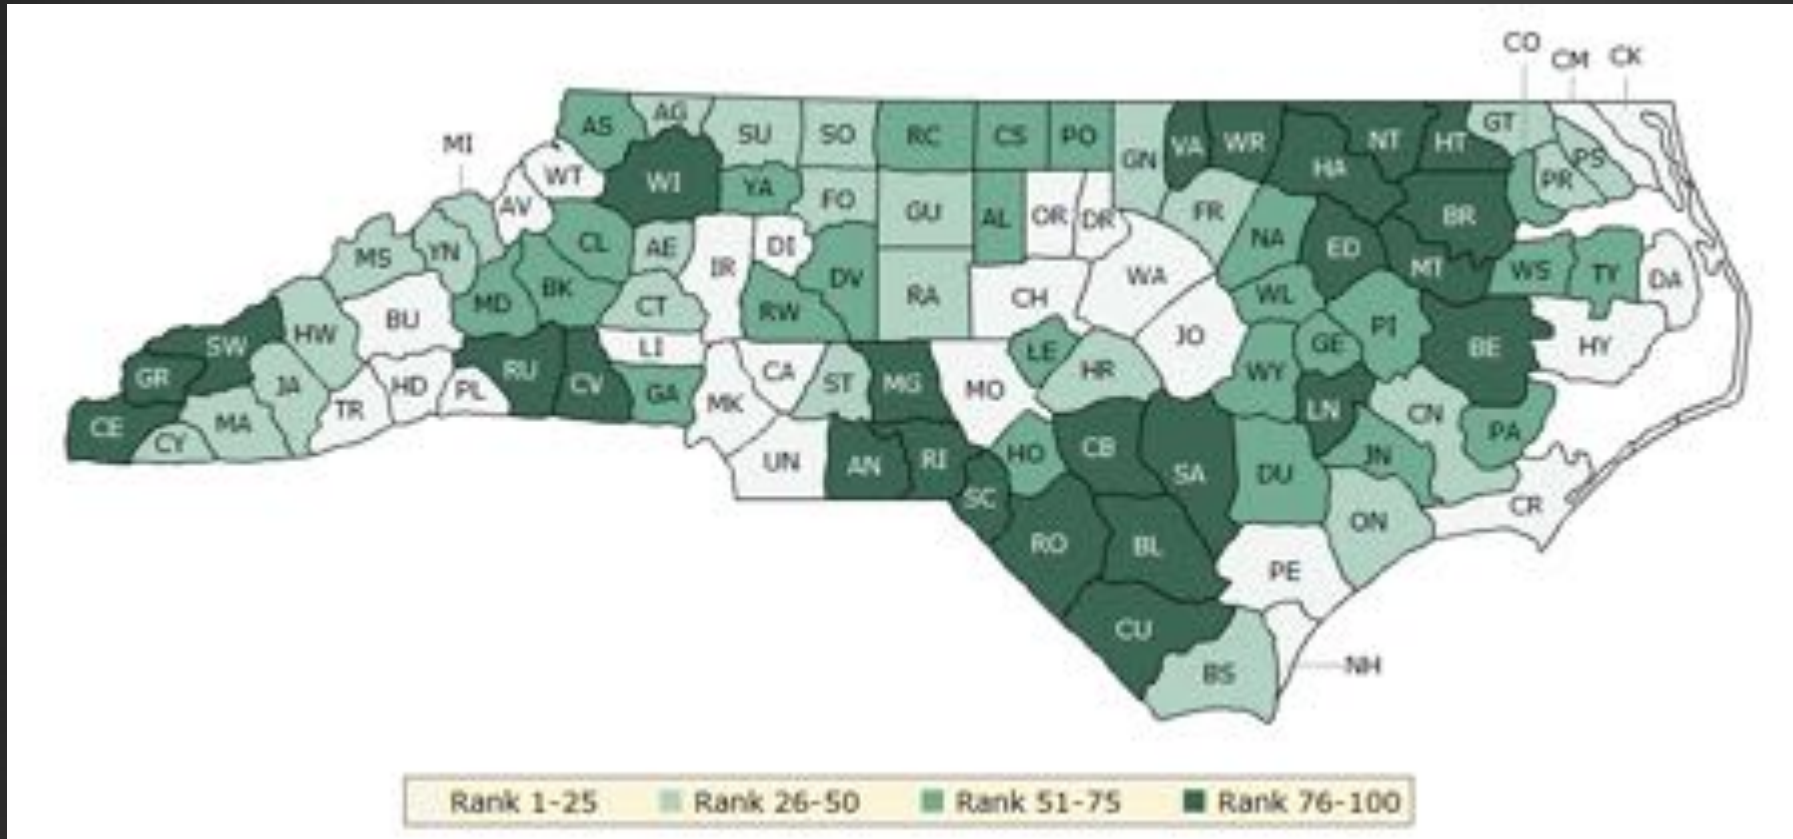 CO CM CK
AS AG SU SO RC CS PO GN VA WR HA NT HT GT PS PR
MI
WT WI YA FO GU AL OR DR FR NA ED BR
AV
MS YN CL AE IR DI DV RA CH WA WL MT WS TY DA
MD BK CT RW
SW HW BU LI JO GE PI BE HY
GR JA TR HD PL RU CV GA MK CA ST MG MO LE HR WY LN CN PA
CE CY MA UN AN RI HO CB SA DU JN
SC RO BL ON CR
PE
CU BS NH
Rank 1-25 Rank 26-50 Rank 51-75 Rank 76-100